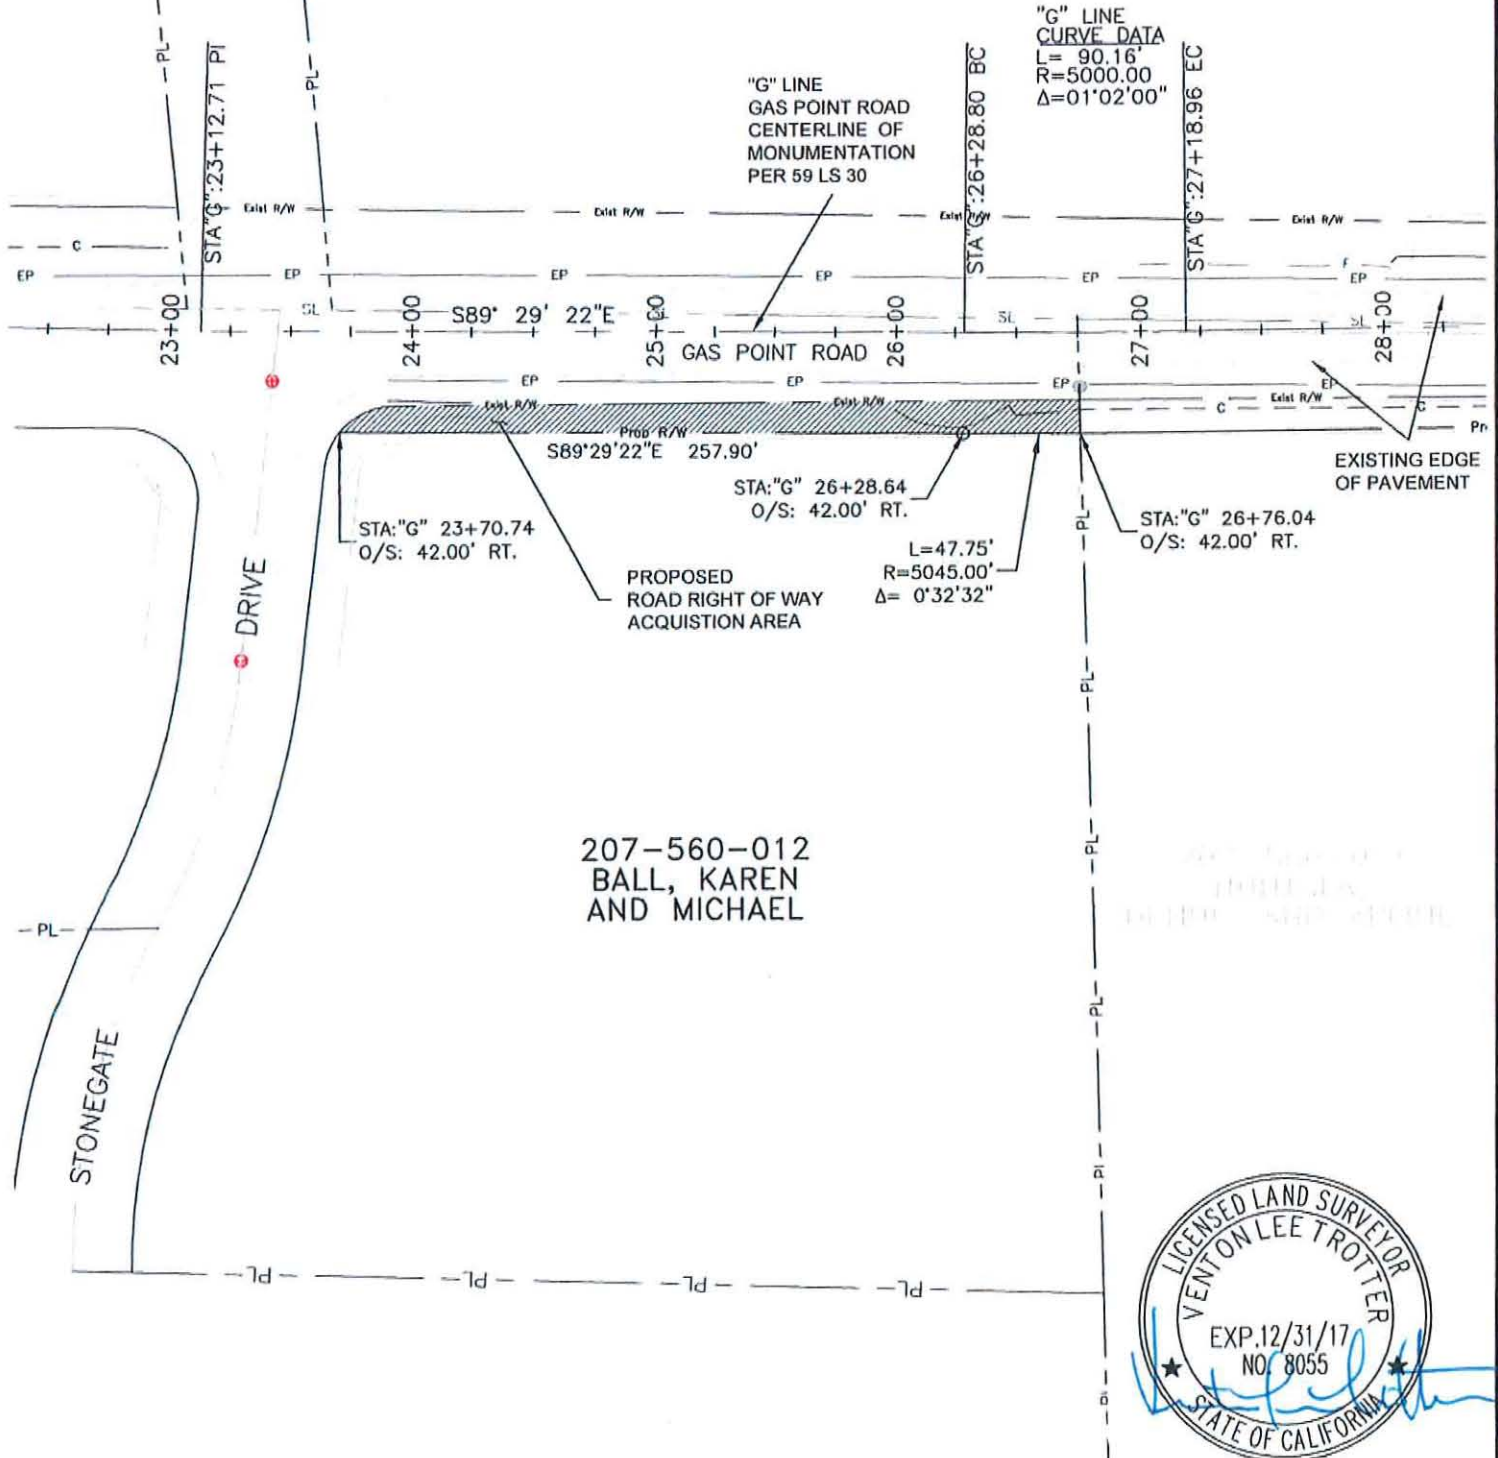 "G" LINE
CURVE DATA
L= 90.16'
R=5000.00
Δ=01°02'00"
"G" LINE
GAS POINT ROAD
CENTERLINE OF
MONUMENTATION
PER 59 LS 30
PL
PL
STA"G":23+12.71 PI
STA"G":26+28.80 BC
STA"G":27+18.96 EC
Exist R/W
Exist R/W
Exist R/W
Exist R/W
C
EP
EP
EP
EP
EP
EP
SL
SL
SL
SL
23+00
24+00
25+00
26+00
27+00
28+00
S89° 29' 22"E
GAS POINT ROAD
EP
EP
EP
EP
Exist R/W
Exist R/W
Exist R/W
C
C
Prop R/W
S89°29'22"E 257.90'
STA:"G" 23+70.74
O/S: 42.00' RT.
STA:"G" 26+28.64
O/S: 42.00' RT.
STA:"G" 26+76.04
O/S: 42.00' RT.
EXISTING EDGE
OF PAVEMENT
L=47.75'
R=5045.00'
Δ= 0°32'32"
PROPOSED
ROAD RIGHT OF WAY
ACQUISTION AREA
STONEGATE DRIVE
207-560-012
BALL, KAREN
AND MICHAEL
PL
PL
PL
PL
PL
PL
PL
PL
PL
LICENSED LAND SURVEYOR
VENTON LEE TROTTER
EXP.12/31/17
NO. 8055
STATE OF CALIFORNIA